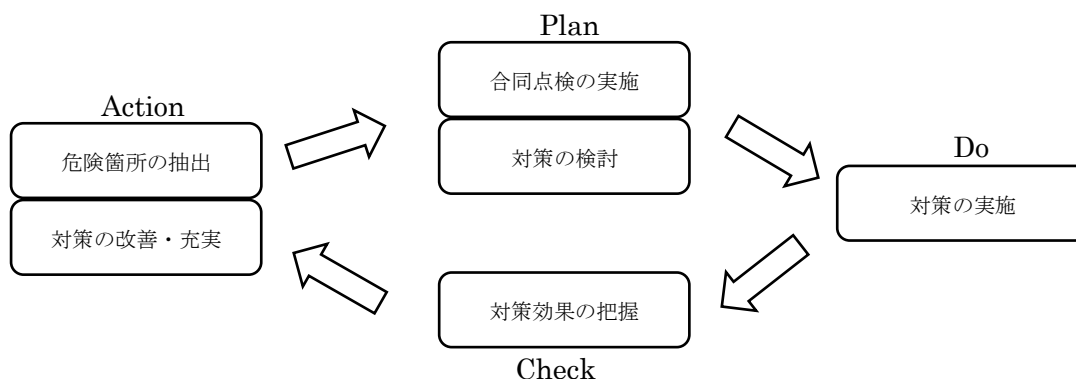 Plan
合同点検の実施
対策の検討
Action
危険箇所の抽出
対策の改善・充実
Do
対策の実施
対策効果の把握
Check